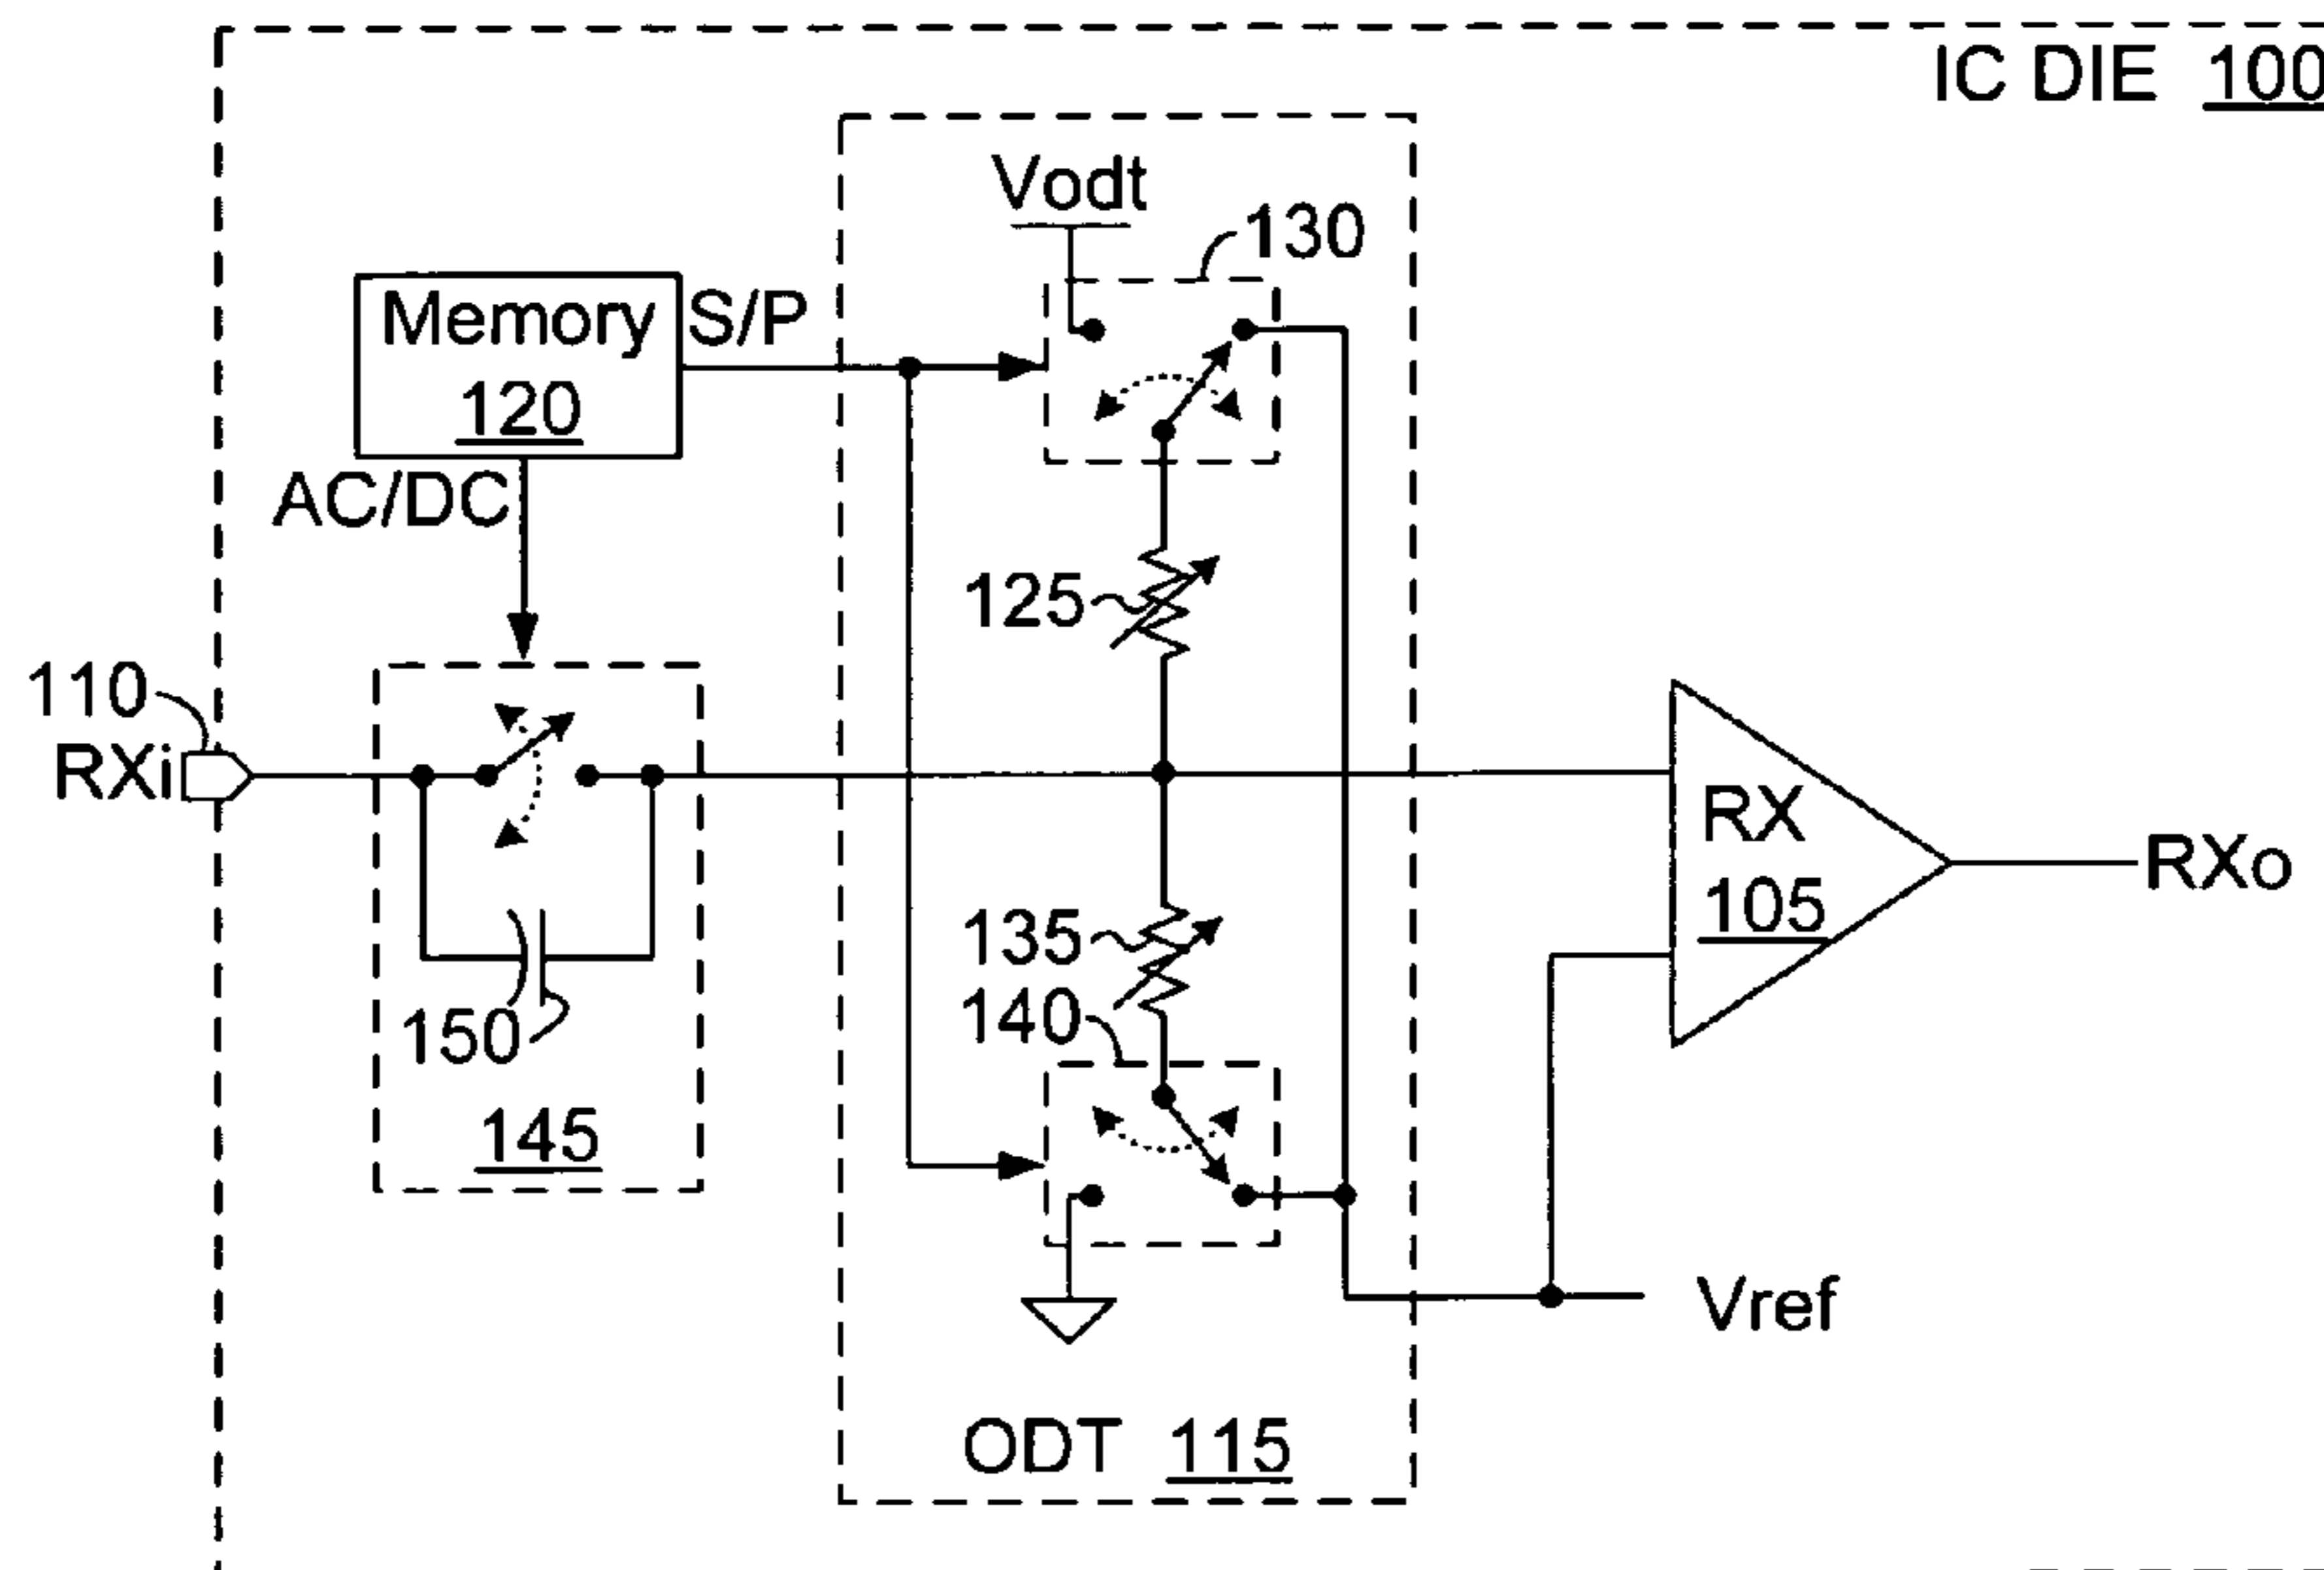 IC DIE 100
Vodt
130
Memory
120
S/P
AC/DC
125
110
RXi
RX
105
RXo
135
140
150
145
Vref
ODT 115